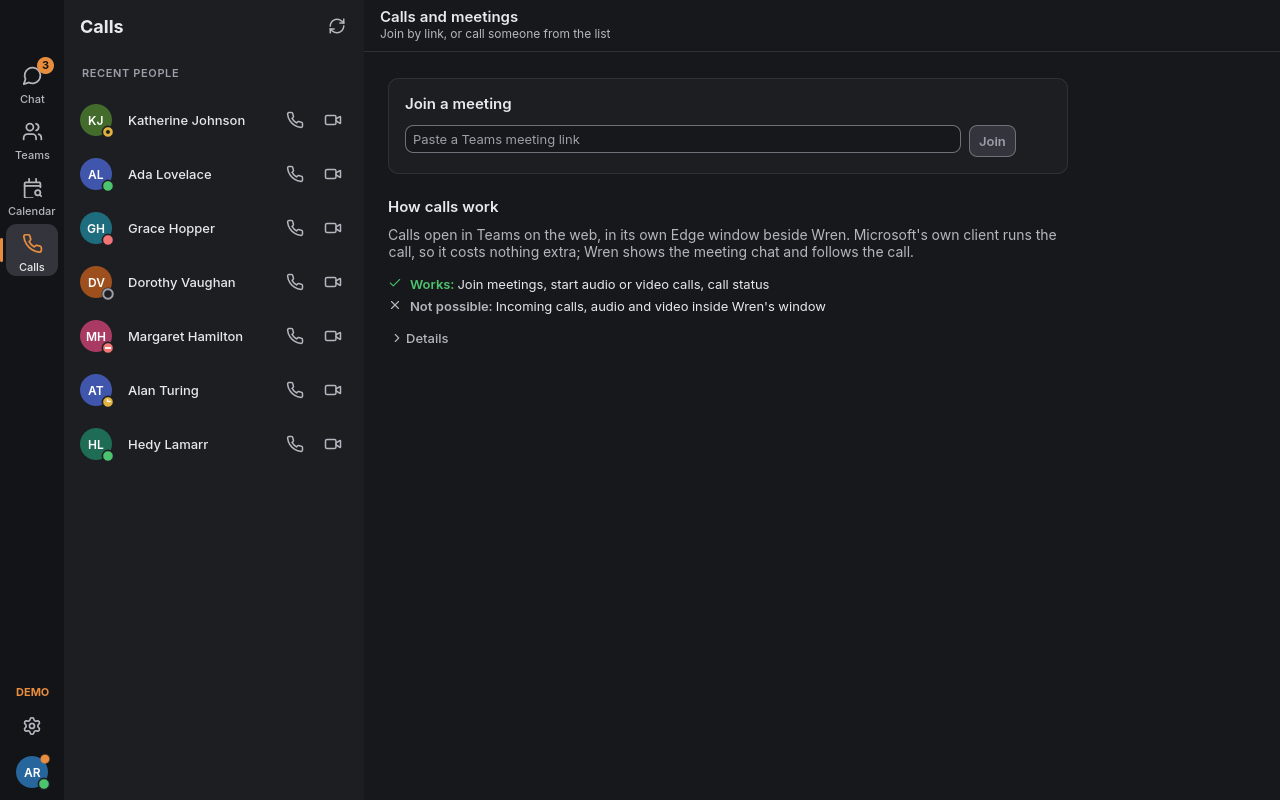 3
Chat
Teams
Calendar
Calls
DEMO
AR
Calls
RECENT PEOPLE
KJ Katherine Johnson
AL Ada Lovelace
GH Grace Hopper
DV Dorothy Vaughan
MH Margaret Hamilton
AT Alan Turing
HL Hedy Lamarr
Calls and meetings
Join by link, or call someone from the list
Join a meeting
Paste a Teams meeting link
Join
How calls work
Calls open in Teams on the web, in its own Edge window beside Wren. Microsoft's own client runs the
call, so it costs nothing extra; Wren shows the meeting chat and follows the call.
Works: Join meetings, start audio or video calls, call status
Not possible: Incoming calls, audio and video inside Wren's window
Details